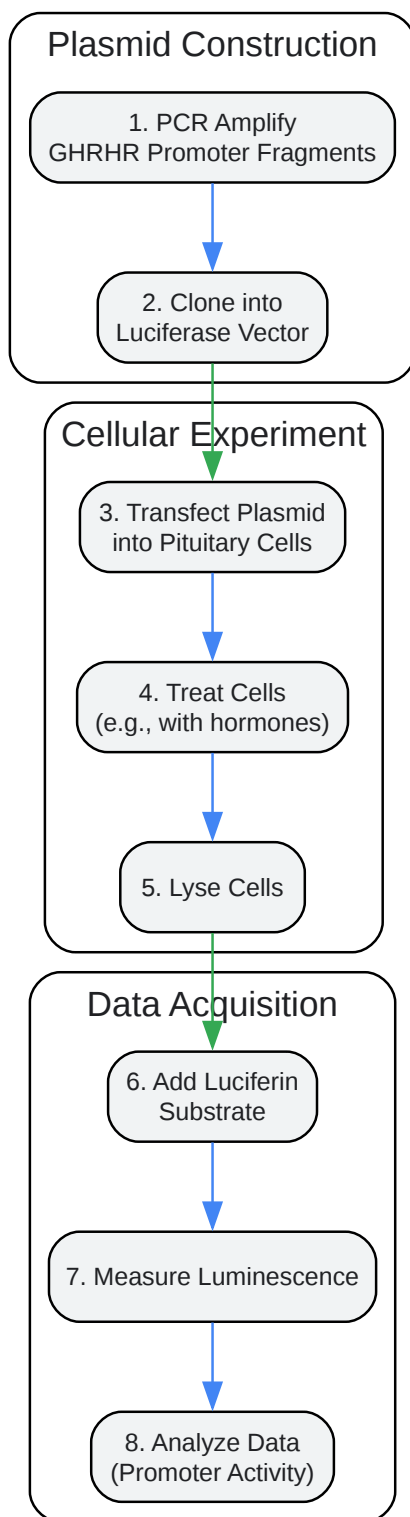 Plasmid Construction
1. PCR Amplify
GHRHR Promoter Fragments
2. Clone into
Luciferase Vector
Cellular Experiment
3. Transfect Plasmid
into Pituitary Cells
4. Treat Cells
(e.g., with hormones)
5. Lyse Cells
Data Acquisition
6. Add Luciferin
Substrate
7. Measure Luminescence
8. Analyze Data
(Promoter Activity)